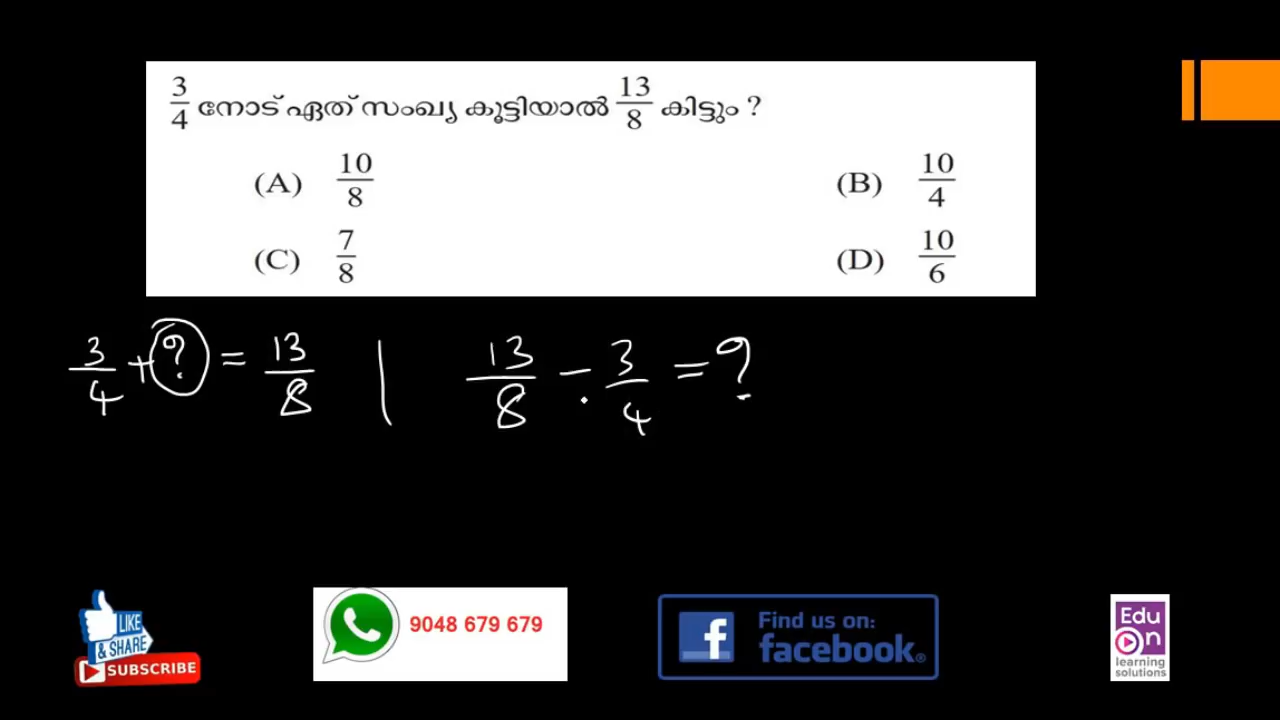 3/4 നോട് ഏത് സംഖ്യ കൂട്ടിയാൽ 13/8 കിട്ടും ?
(A) 10/8 (B) 10/4
(C) 7/8 (D) 10/6
3/4 + ? = 13/8 | 13/8 - 3/4 = ?
LIKE
& SHARE
SUBSCRIBE
9048 679 679
f Find us on:
facebook®
Edu
On
learning
solutions